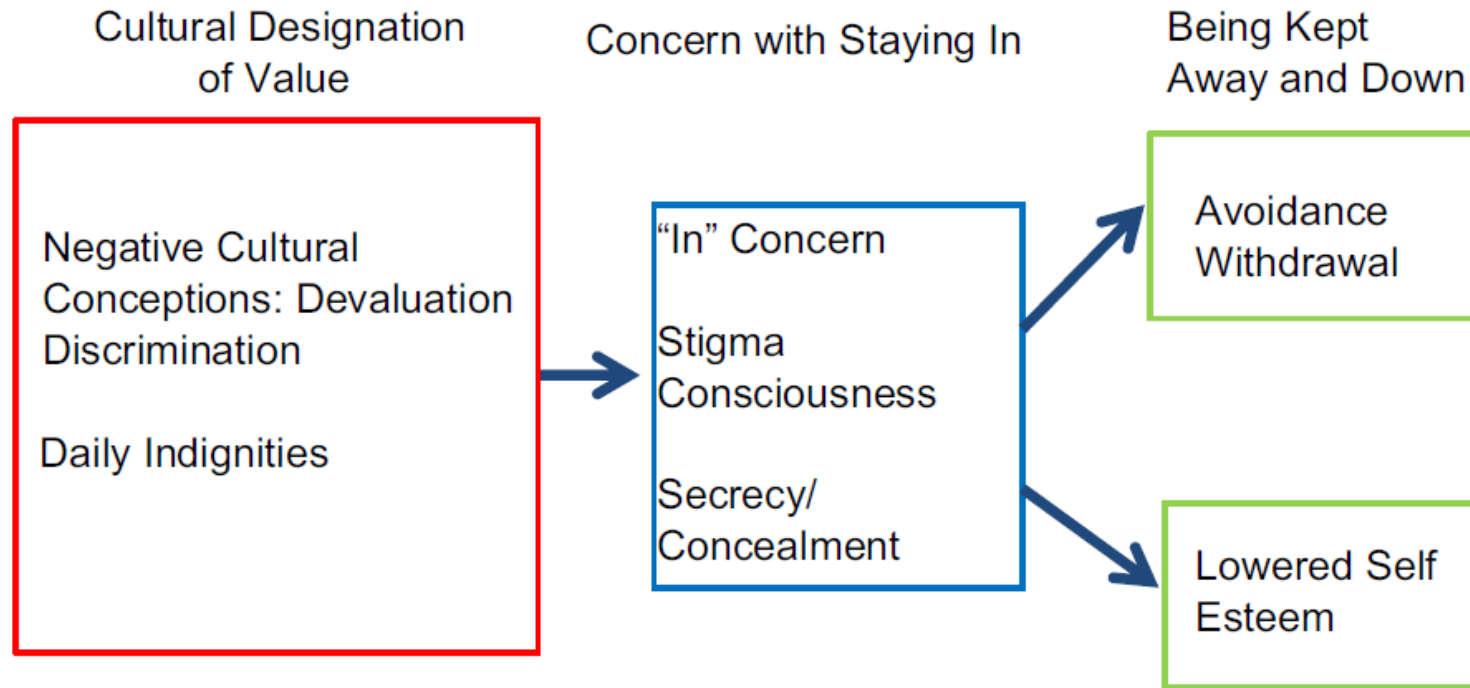 Cultural Designation
of Value
Concern with Staying In
Being Kept
Away and Down
Negative Cultural
Conceptions: Devaluation
Discrimination
Daily Indignities
“In” Concern
Stigma
Consciousness
Secrecy/
Concealment
Avoidance
Withdrawal
Lowered Self
Esteem